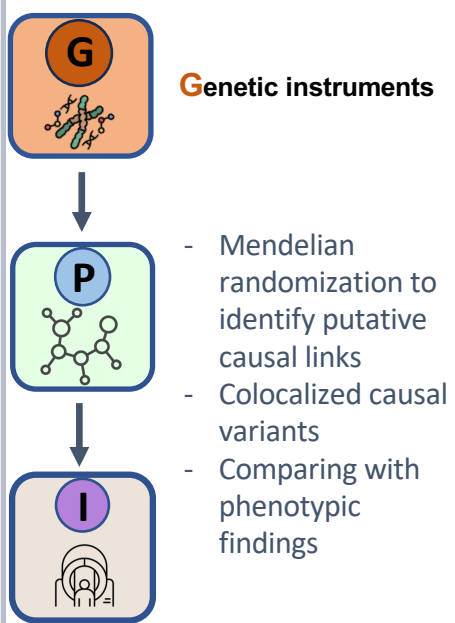 G
Genetic instruments
P
- Mendelian
randomization to
identify putative
causal links
- Colocalized causal
variants
- Comparing with
phenotypic
findings
I